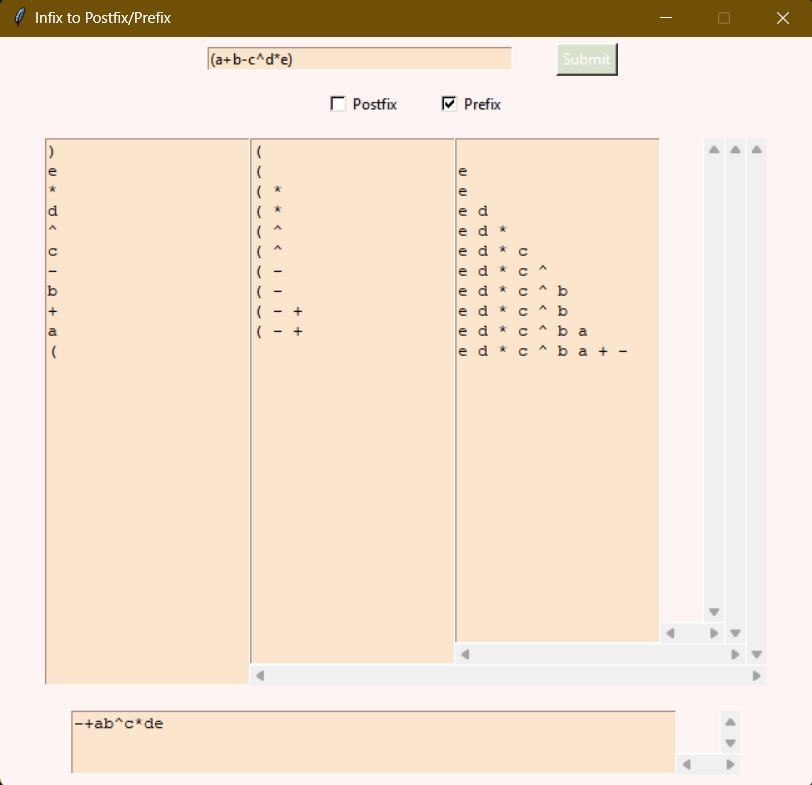 Infix to Postfix/Prefix
(a+b-c^d*e)
Submit
Postfix
Prefix
) (
e ( e
* ( * e
d ( * e d
^ ( ^ e d *
c ( ^ e d * c
- ( - e d * c ^
b ( - e d * c ^ b
+ ( - + e d * c ^ b
a ( - + e d * c ^ b a
( e d * c ^ b a + -
-+ab^c*de